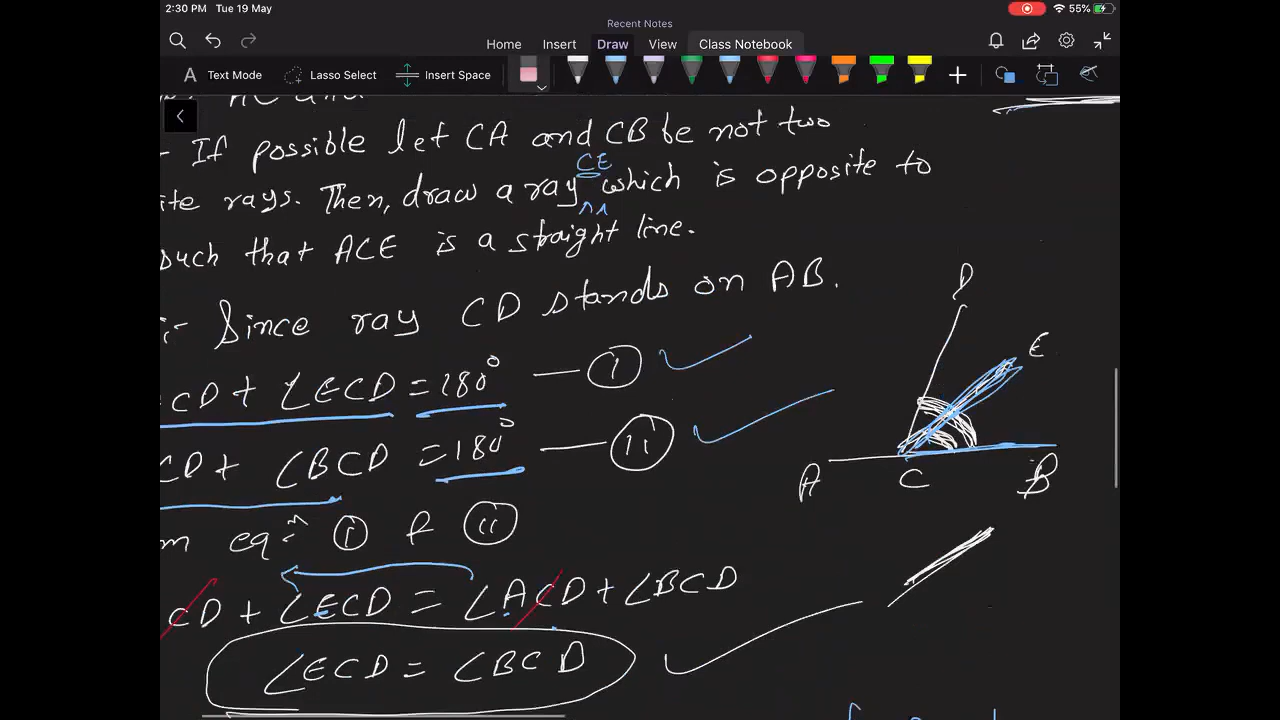 2:30 PM Tue 19 May
55%
Recent Notes
Home Insert Draw View Class Notebook
Text Mode Lasso Select Insert Space
If possible let CA and CB be not two
CE
ite rays. Then, draw a ray which is opposite to
such that ACE is a straight line.
Since ray CD stands on AB.
CD + ∠ECD = 180° — (i)
CD + ∠BCD = 180° — (ii)
m eqⁿ (i) & (ii)
CD + ∠ECD = ∠ACD + ∠BCD
∠ECD = ∠BCD
D
E
A C B